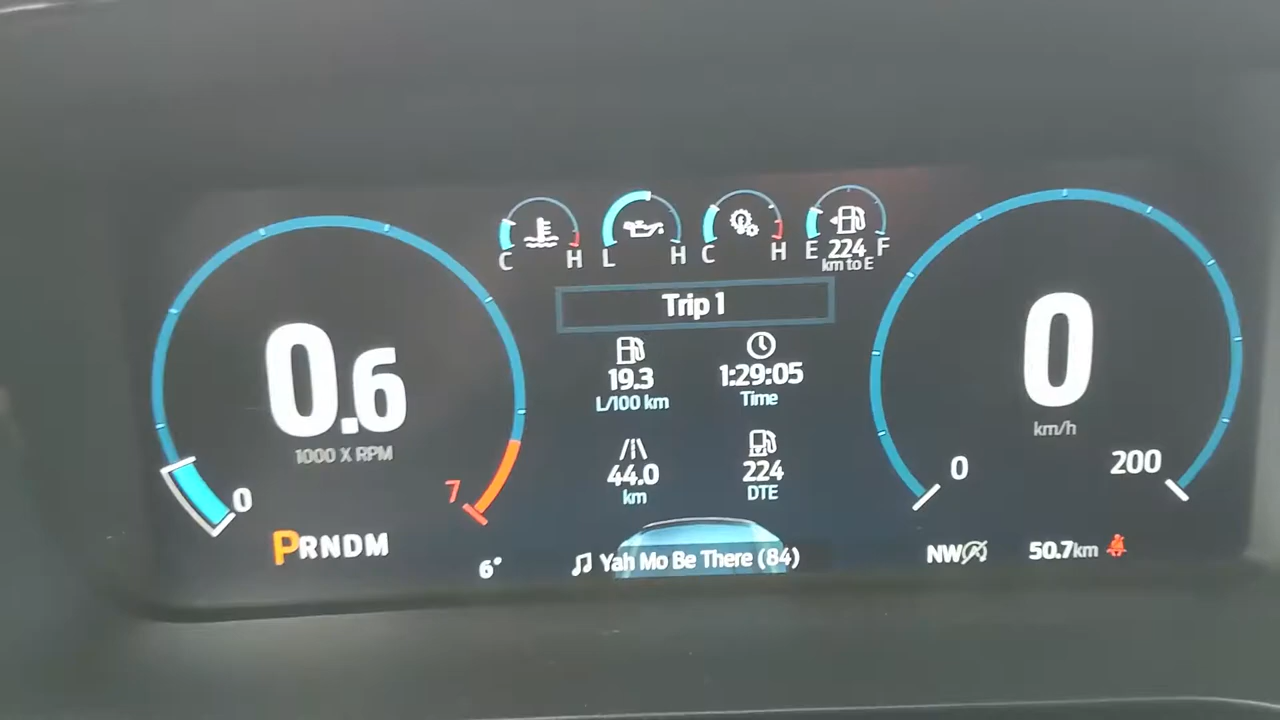 C H
L H
C H
E F
224
km to E
Trip 1
19.3
L/100 km
1:29:05
Time
44.0
km
224
DTE
0.6
1000 X RPM
0
7
PRNDM
6°
Yah Mo Be There (84)
0
km/h
0
200
NW
50.7km